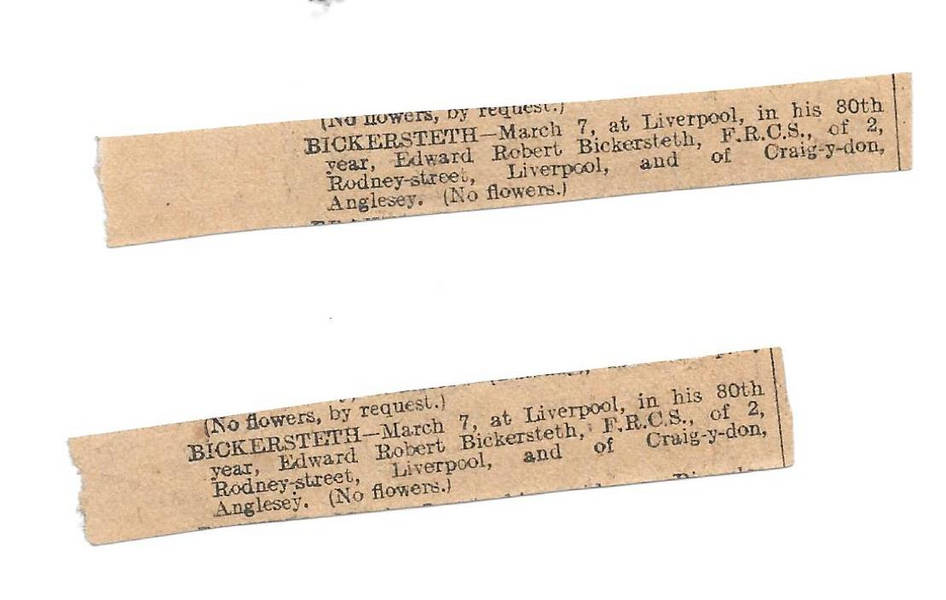 (No flowers, by request.)
BICKERSTETH—March 7, at Liverpool, in his 80th
year, Edward Robert Bickersteth, F.R.C.S., of 2,
Rodney-street, Liverpool, and of Craig-y-don,
Anglesey. (No flowers.)
(No flowers, by request.)
BICKERSTETH—March 7, at Liverpool, in his 80th
year, Edward Robert Bickersteth, F.R.C.S., of 2,
Rodney-street, Liverpool, and of Craig-y-don,
Anglesey. (No flowers.)